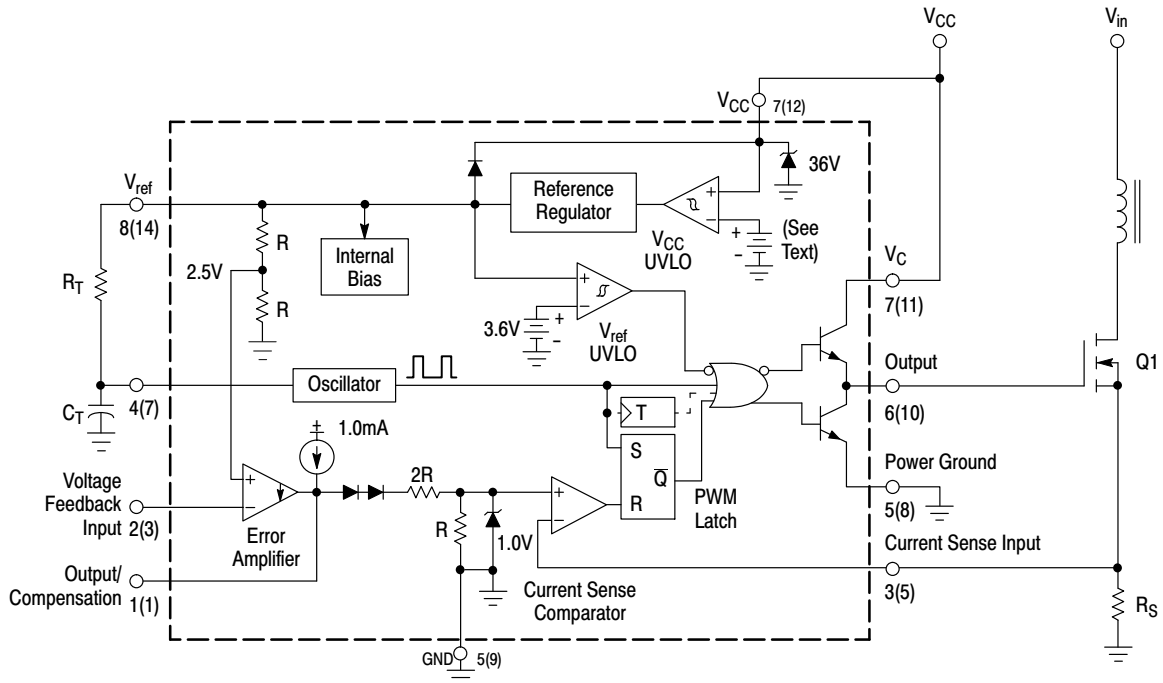 VCC
Vin
VCC 7(12)
36V
Vref
8(14)
Reference
Regulator
R
2.5V
R
Internal
Bias
+
−
VCC
UVLO
+
-
(See
Text)
RT
3.6V
+
-
+
−
Vref
UVLO
VC
7(11)
Q1
Output
6(10)
Oscillator
CT
4(7)
T
S
Q
R
PWM
Latch
1.0mA
+
−
Error
Amplifier
2R
R
1.0V
+
−
Current Sense
Comparator
Voltage
Feedback
Input 2(3)
Output/
Compensation 1(1)
Power Ground
5(8)
Current Sense Input
3(5)
RS
GND 5(9)